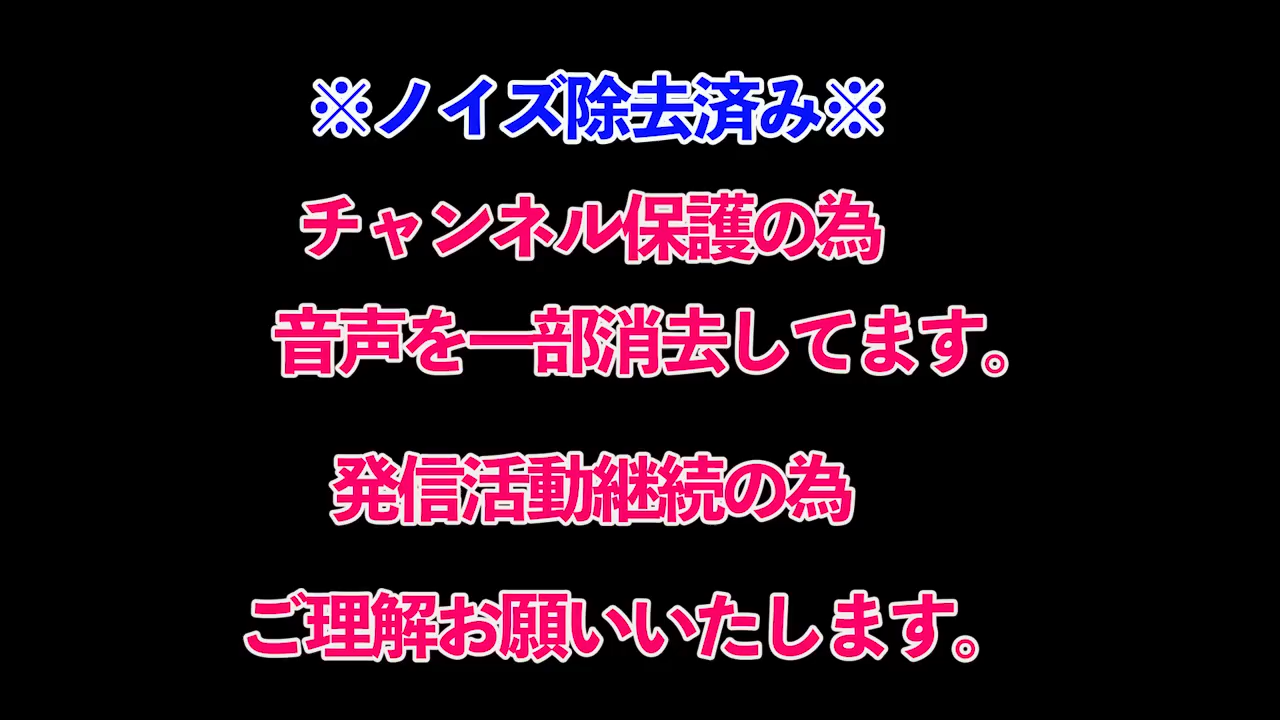 ※ノイズ除去済み※
チャンネル保護の為
音声を一部消去してます。
発信活動継続の為
ご理解お願いいたします。